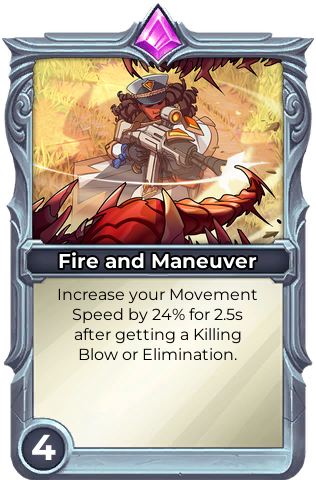 Fire and Maneuver
Increase your Movement
Speed by 24% for 2.5s
after getting a Killing
Blow or Elimination.
4